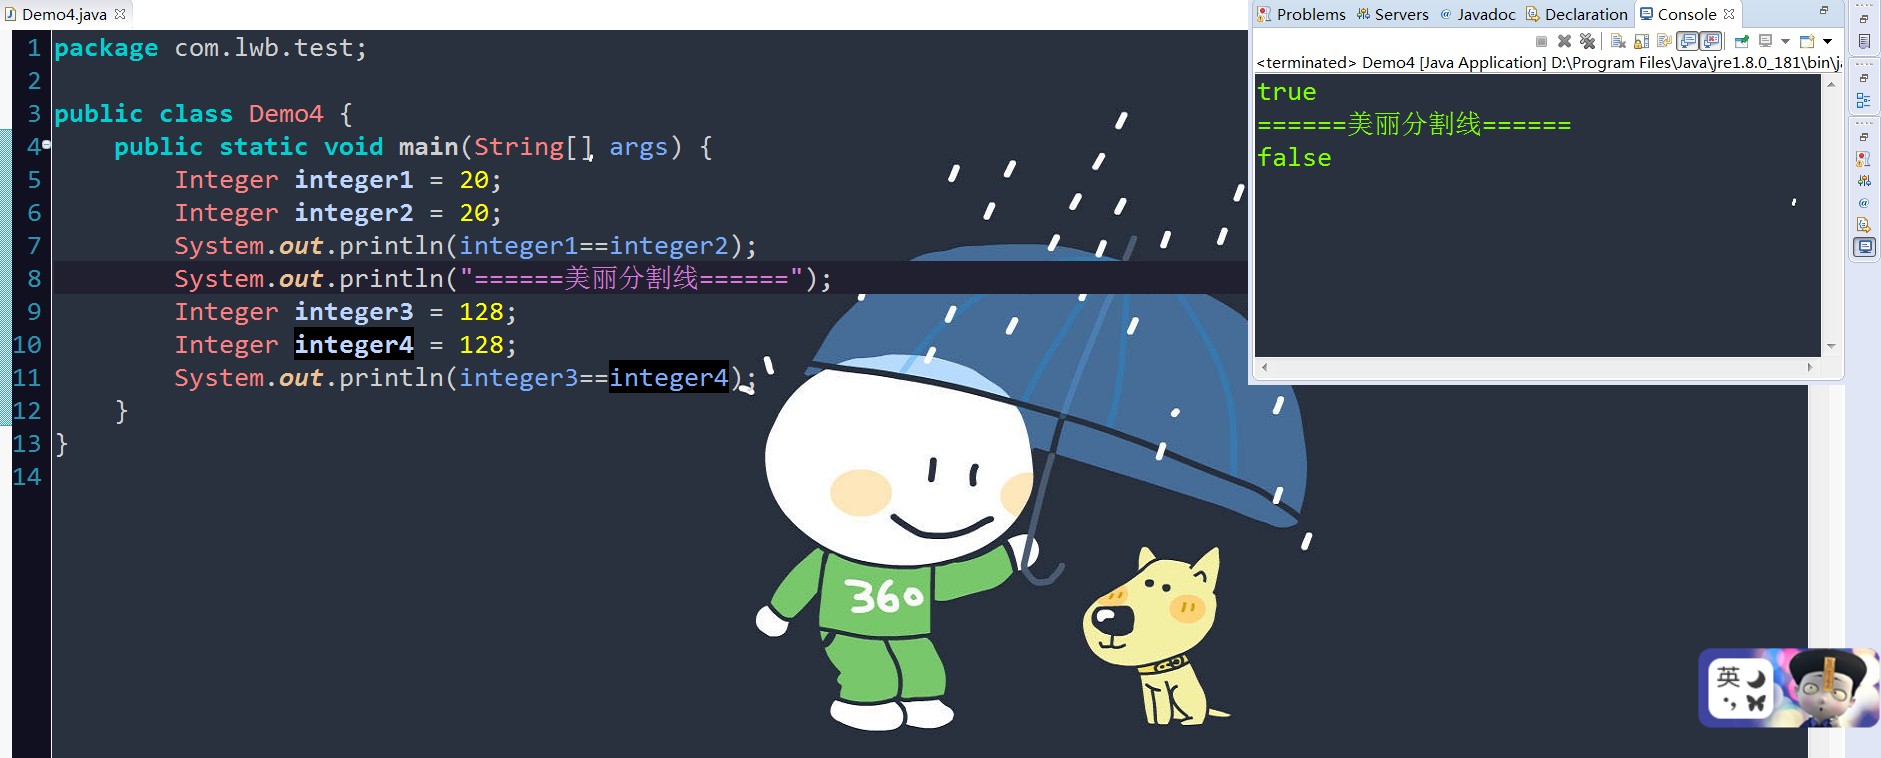 Demo4.java
1 package com.lwb.test;
2
3 public class Demo4 {
4     public static void main(String[] args) {
5         Integer integer1 = 20;
6         Integer integer2 = 20;
7         System.out.println(integer1==integer2);
8         System.out.println("======美丽分割线======");
9         Integer integer3 = 128;
10         Integer integer4 = 128;
11         System.out.println(integer3==integer4);
12     }
13 }
14
360
Problems Servers @ Javadoc Declaration Console
<terminated> Demo4 [Java Application] D:\Program Files\Java\jre1.8.0_181\bin\j
true
======美丽分割线======
false
英